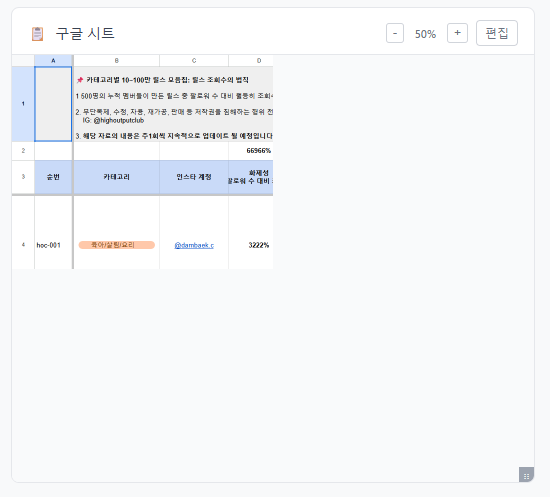 구글 시트
- 50% + 편집
A B C D
1
📌 카테고리별 10~100만 릴스 모음집: 릴스 조회수의 법칙
1.500명의 누적 멤버들이 만든 릴스 중 팔로워 수 대비 월등히 조회수
2. 무단복제, 수정, 자용, 재가공, 판매 등 저작권을 침해하는 행위 전
IG: @highoutputclub
3. 해당 자료의 내용은 주1회씩 지속적으로 업데이트 될 예정입니다
2 66966%
3 순번 카테고리 인스타 계정 화제성
팔로워 수 대비
4 hoc-001 육아/살림/요리 @dambaek.c 3222%